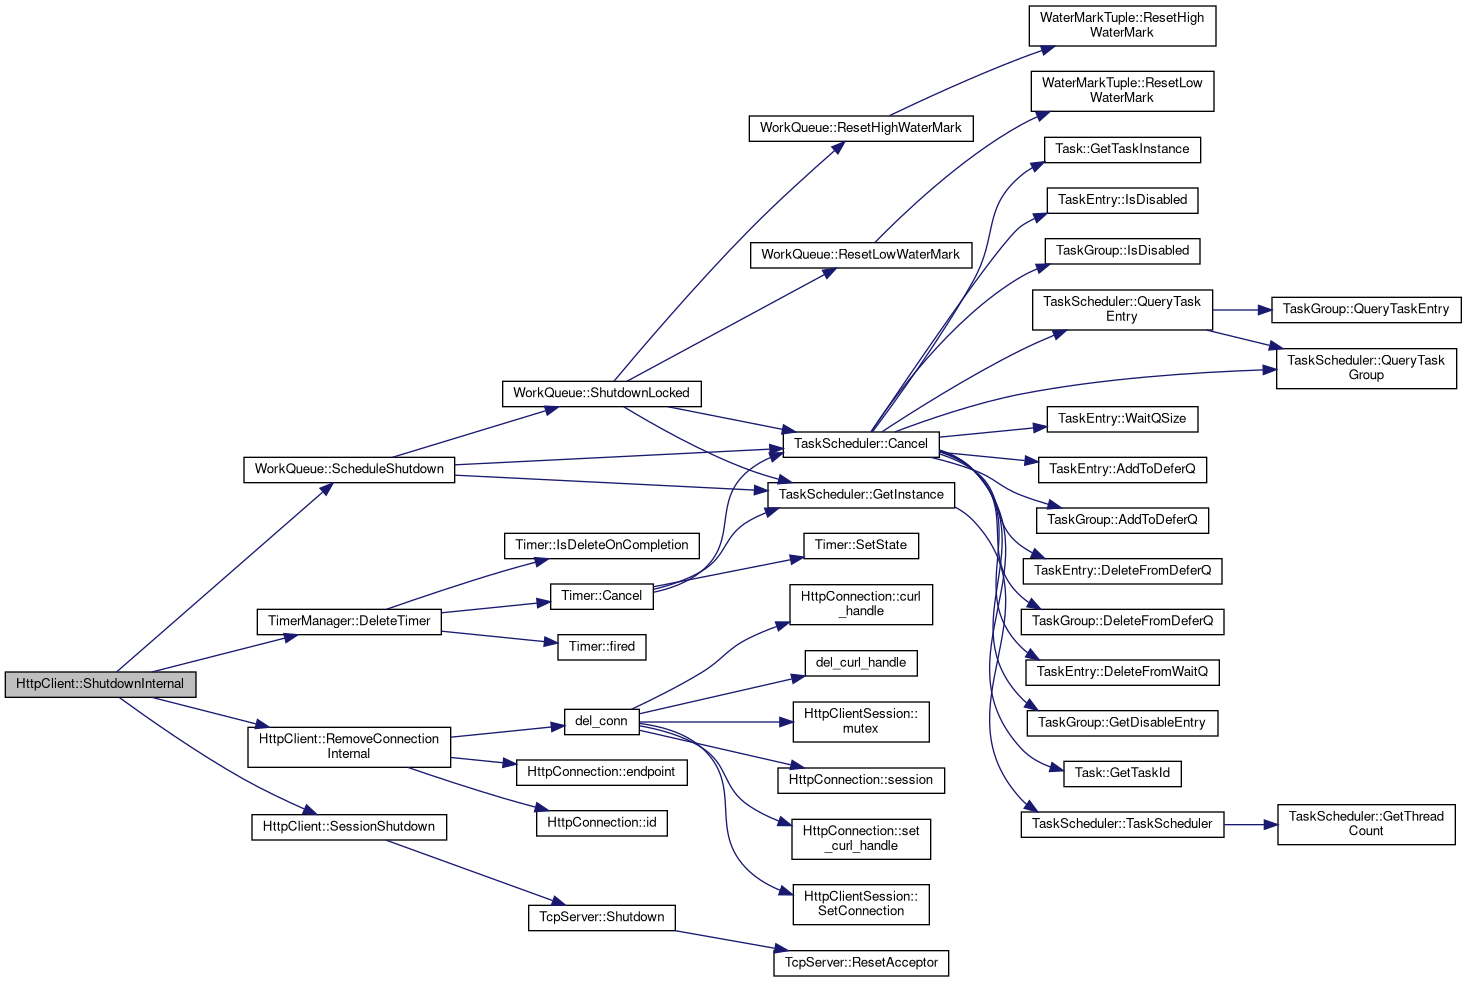 WaterMarkTuple::ResetHigh
WaterMark
WaterMarkTuple::ResetLow
WaterMark
WorkQueue::ResetHighWaterMark
Task::GetTaskInstance
TaskEntry::IsDisabled
WorkQueue::ResetLowWaterMark
TaskGroup::IsDisabled
TaskScheduler::QueryTask
Entry
TaskGroup::QueryTaskEntry
TaskScheduler::QueryTask
Group
WorkQueue::ShutdownLocked
TaskScheduler::Cancel
TaskEntry::WaitQSize
WorkQueue::ScheduleShutdown
TaskEntry::AddToDeferQ
TaskScheduler::GetInstance
TaskGroup::AddToDeferQ
Timer::IsDeleteOnCompletion
Timer::SetState
TaskEntry::DeleteFromDeferQ
Timer::Cancel
HttpConnection::curl
_handle
TimerManager::DeleteTimer
TaskGroup::DeleteFromDeferQ
Timer::fired
del_curl_handle
TaskEntry::DeleteFromWaitQ
HttpClient::ShutdownInternal
del_conn
HttpClientSession::
mutex
TaskGroup::GetDisableEntry
HttpClient::RemoveConnection
Internal
HttpConnection::endpoint
HttpConnection::session
Task::GetTaskId
HttpClient::SessionShutdown
HttpConnection::id
HttpConnection::set
_curl_handle
TaskScheduler::TaskScheduler
TaskScheduler::GetThread
Count
HttpClientSession::
SetConnection
TcpServer::Shutdown
TcpServer::ResetAcceptor